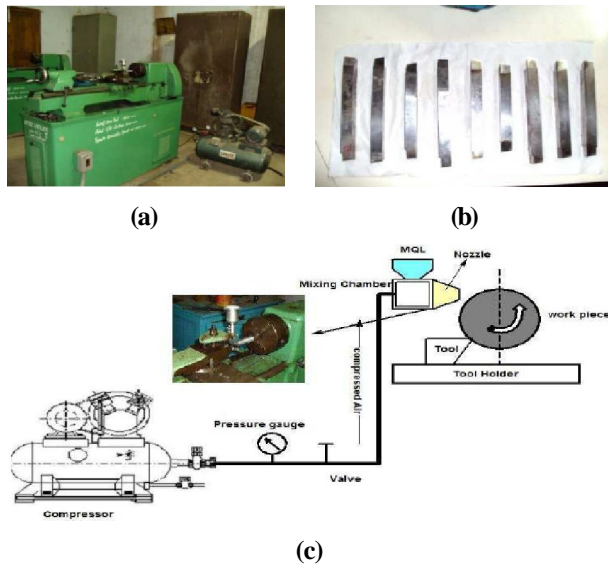 (a)
(b)
MQL
Nozzle
Mixing Chamber
work piece
Tool
Tool Holder
compressed Air
Pressure gauge
Valve
Compressor
(c)